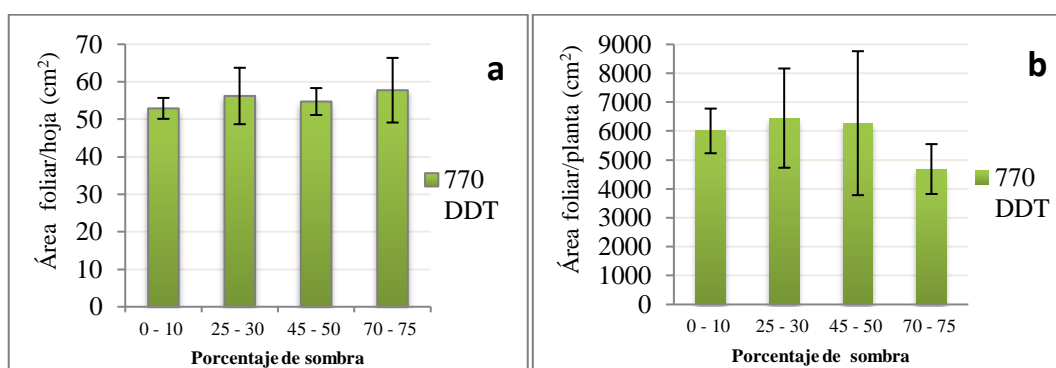 70
60
50
40
30
20
10
0
Área foliar/hoja (cm²)
a
770
DDT
0 - 10 25 - 30 45 - 50 70 - 75
Porcentaje de sombra
9000
8000
7000
6000
5000
4000
3000
2000
1000
0
Área foliar/planta (cm²)
b
770
DDT
0 - 10 25 - 30 45 - 50 70 - 75
Porcentaje de sombra